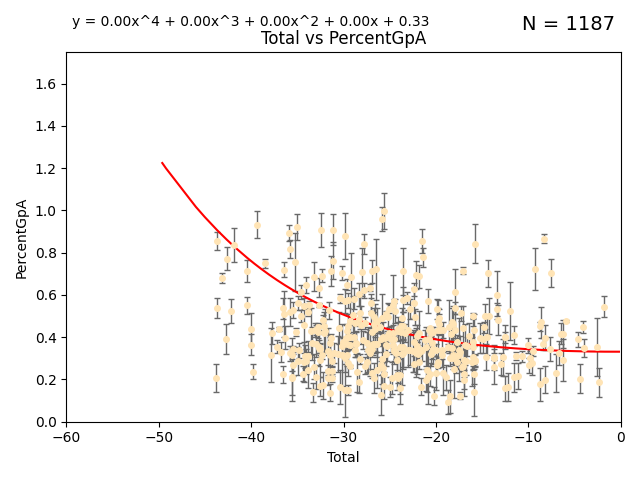 y = 0.00x^4 + 0.00x^3 + 0.00x^2 + 0.00x + 0.33
N = 1187
Total vs PercentGpA
1.6
1.4
1.2
1.0
0.8
0.6
0.4
0.2
0.0
PercentGpA
−60 −50 −40 −30 −20 −10 0
Total